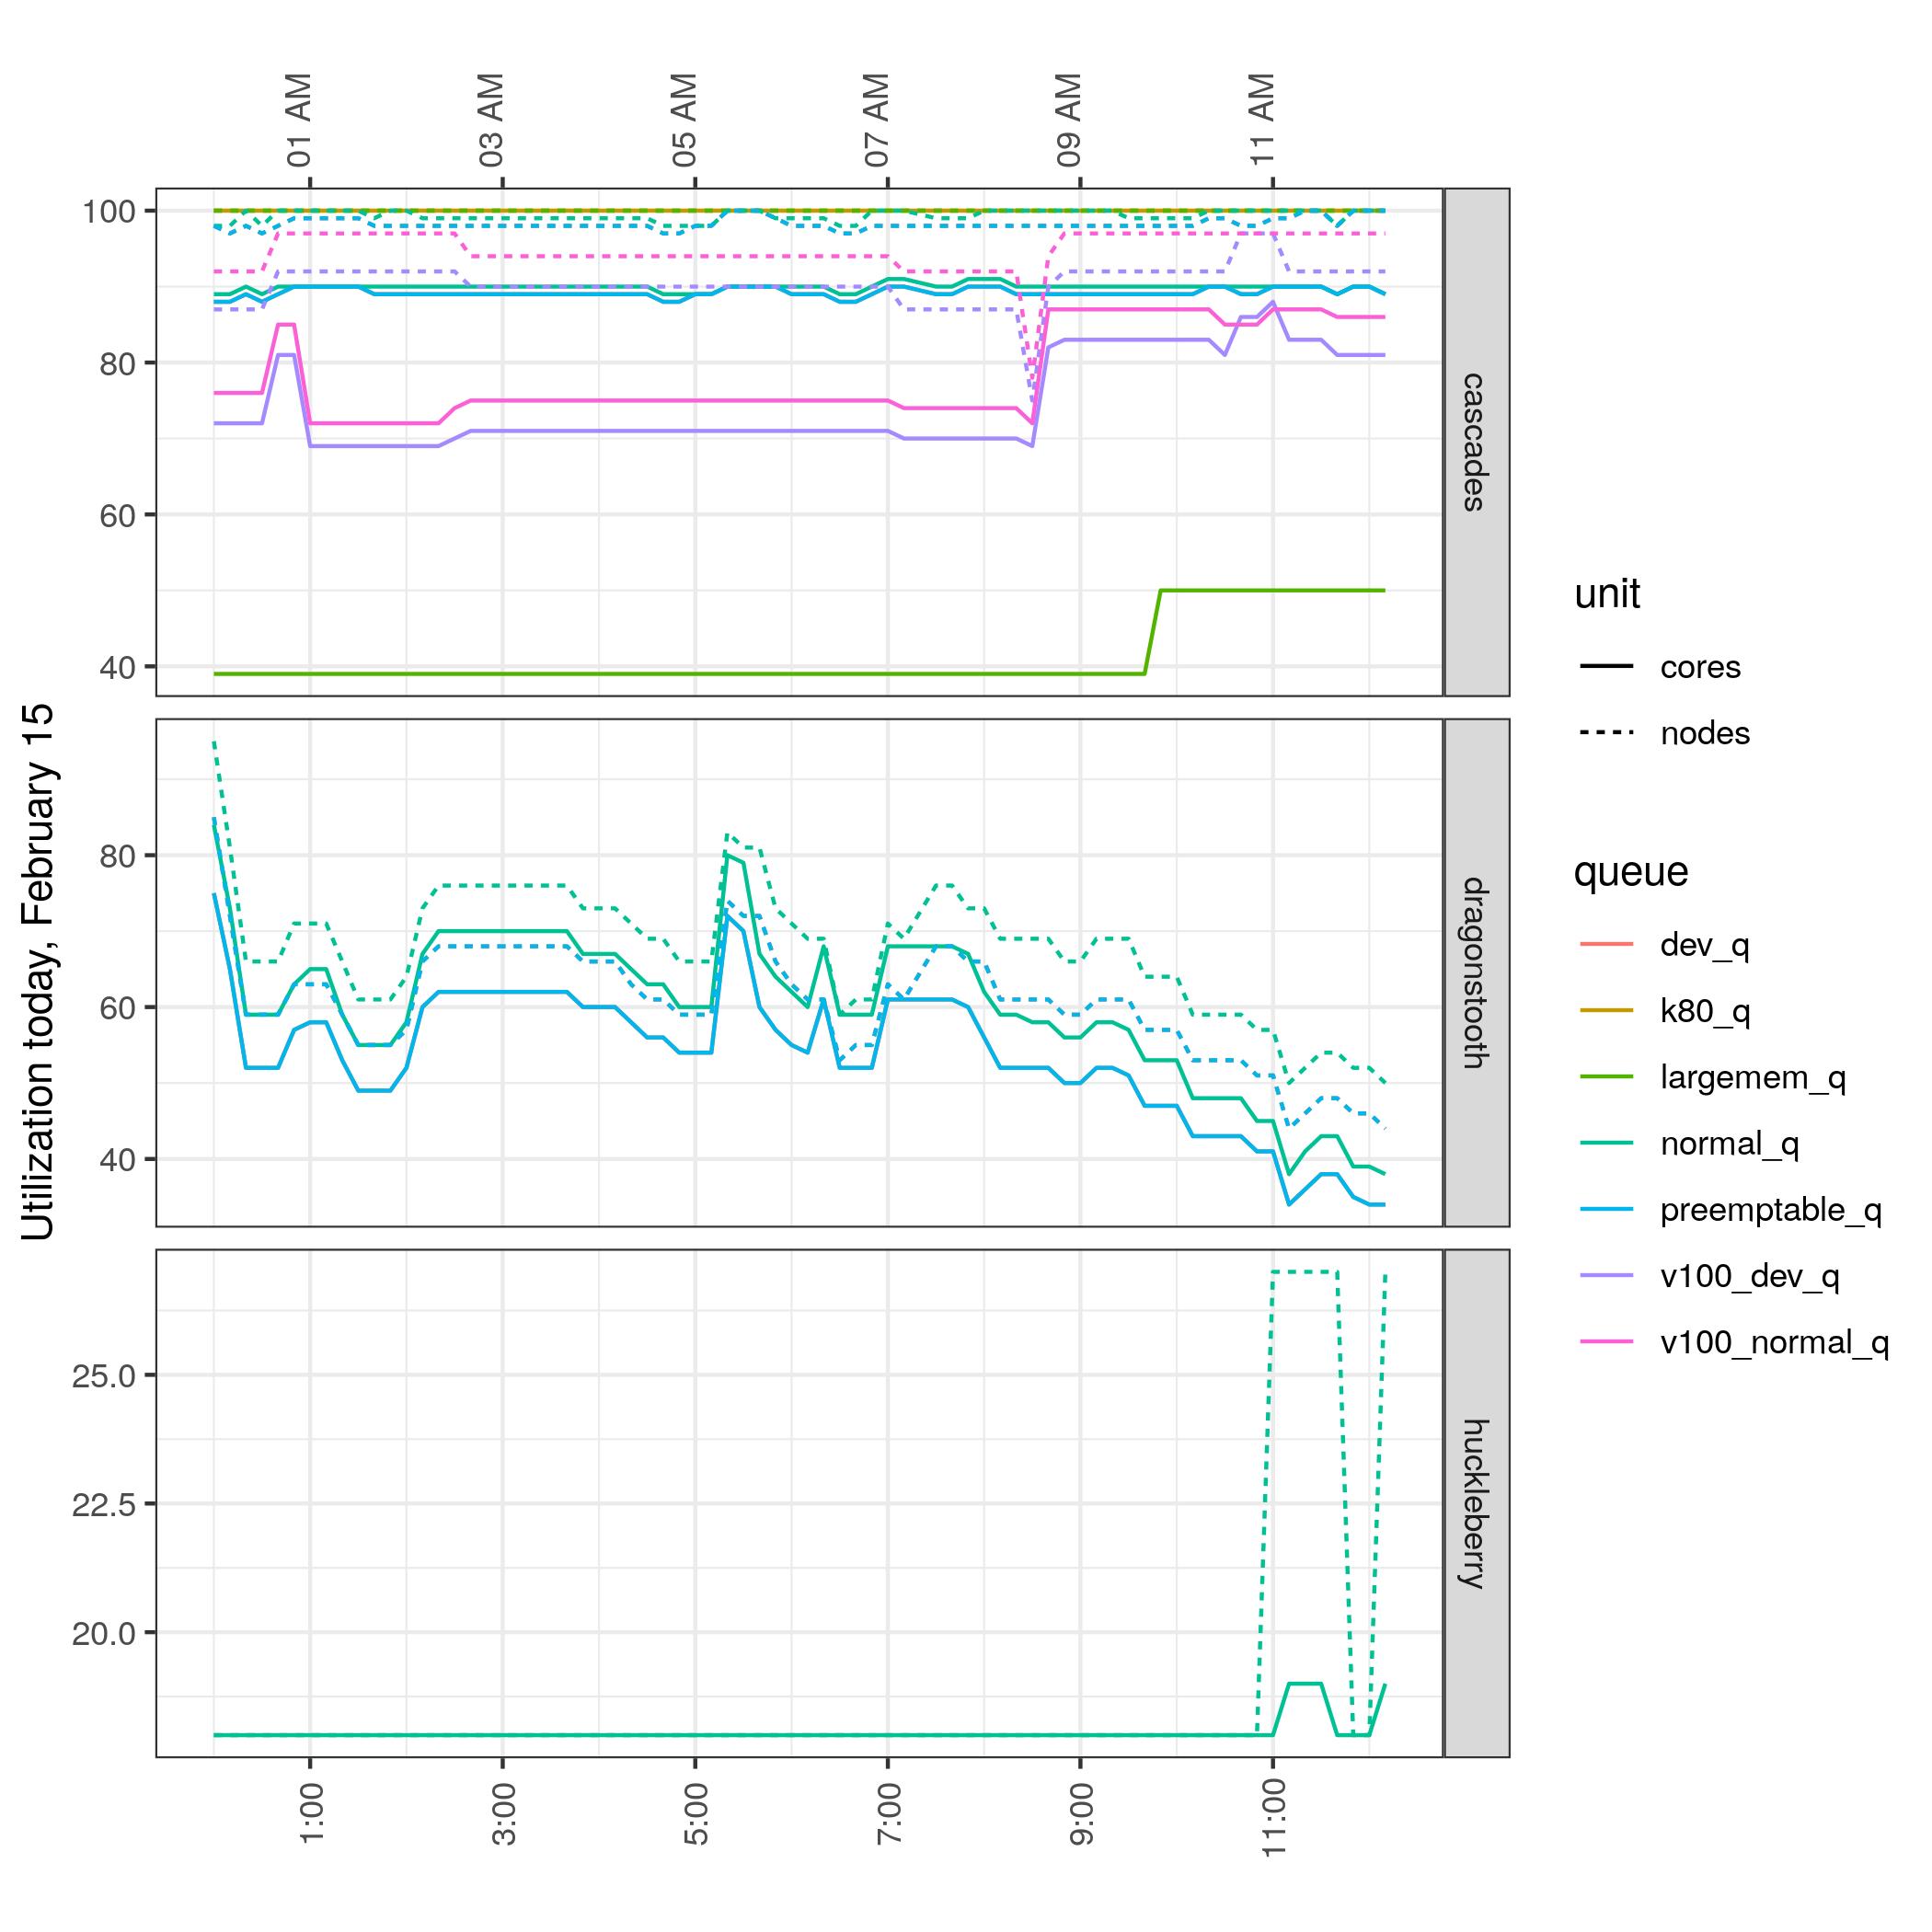 01 AM
03 AM
05 AM
07 AM
09 AM
11 AM
Utilization today, February 15
100
80
60
40
cascades
80
60
40
dragonstooth
25.0
22.5
20.0
huckleberry
1:00
3:00
5:00
7:00
9:00
11:00
unit
cores
nodes
queue
dev_q
k80_q
largemem_q
normal_q
preemptable_q
v100_dev_q
v100_normal_q